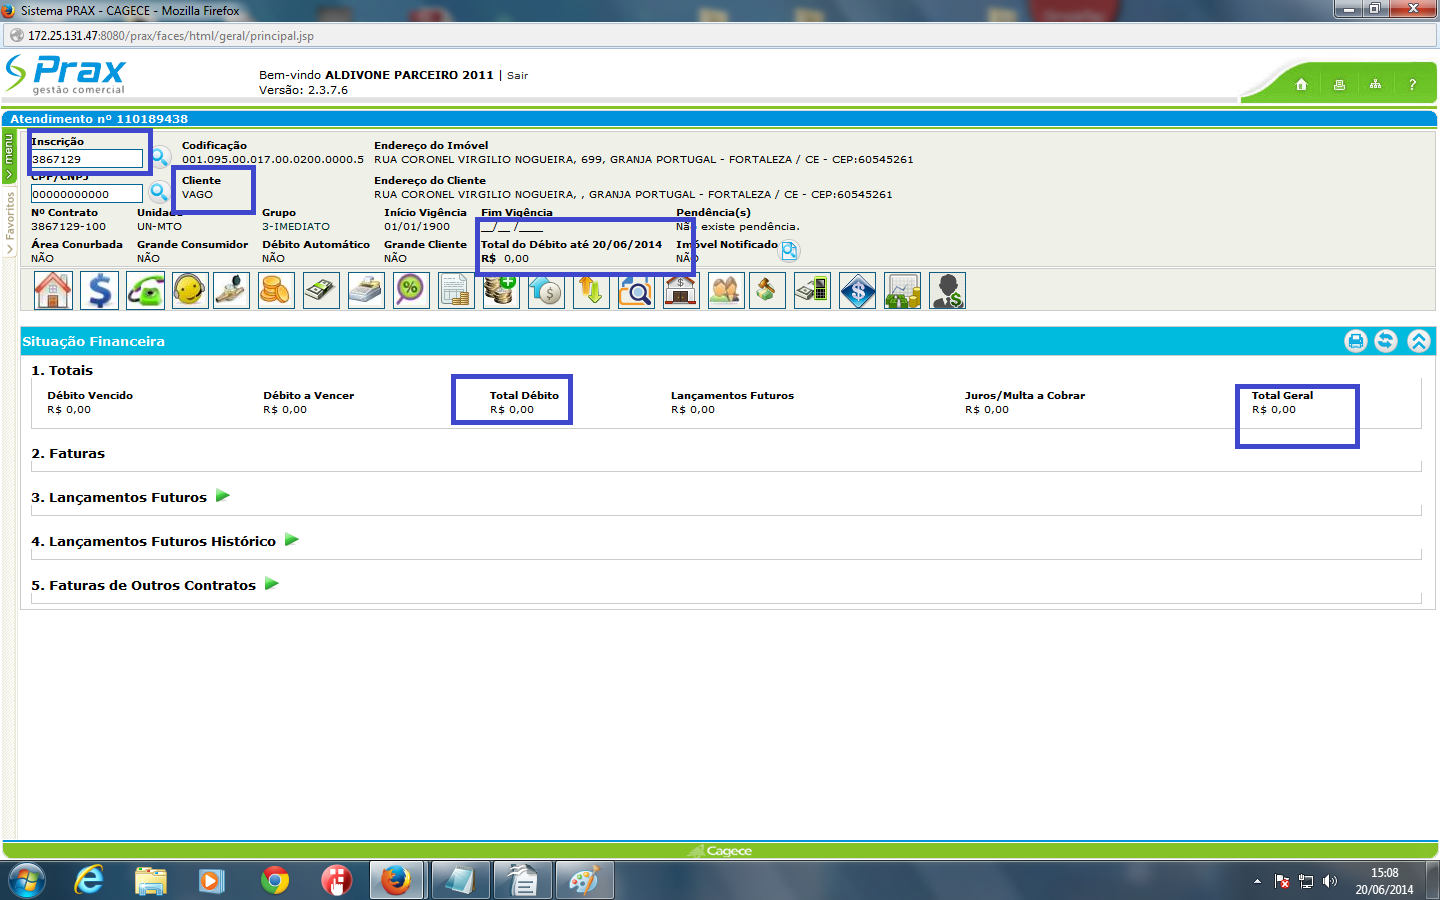 Sistema PRAX - CAGECE - Mozilla Firefox
172.25.131.47:8080/prax/faces/html/geral/principal.jsp
Prax
gestão comercial
Bem-vindo ALDIVONE PARCEIRO 2011 | Sair
Versão: 2.3.7.6
?
Atendimento nº 110189438
menu
Favoritos
Inscrição
3867129
Codificação
001.095.00.017.00.0200.0000.5
Endereço do Imóvel
RUA CORONEL VIRGILIO NOGUEIRA, 699, GRANJA PORTUGAL - FORTALEZA / CE - CEP:60545261
CPF/CNPJ
00000000000
Cliente
VAGO
Endereço do Cliente
RUA CORONEL VIRGILIO NOGUEIRA, , GRANJA PORTUGAL - FORTALEZA / CE - CEP:60545261
Nº Contrato
3867129-100
Unidade
UN-MTO
Grupo
3-IMEDIATO
Início Vigência
01/01/1900
Fim Vigência
__/__ /____
Pendência(s)
Não existe pendência.
Área Conurbada
NÃO
Grande Consumidor
NÃO
Débito Automático
NÃO
Grande Cliente
NÃO
Total do Débito até 20/06/2014
R$ 0,00
Imóvel Notificado
NÃO
Situação Financeira
1. Totais
Débito Vencido
R$ 0,00
Débito a Vencer
R$ 0,00
Total Débito
R$ 0,00
Lançamentos Futuros
R$ 0,00
Juros/Multa a Cobrar
R$ 0,00
Total Geral
R$ 0,00
2. Faturas
3. Lançamentos Futuros
4. Lançamentos Futuros Histórico
5. Faturas de Outros Contratos
Cagece
15:08
20/06/2014